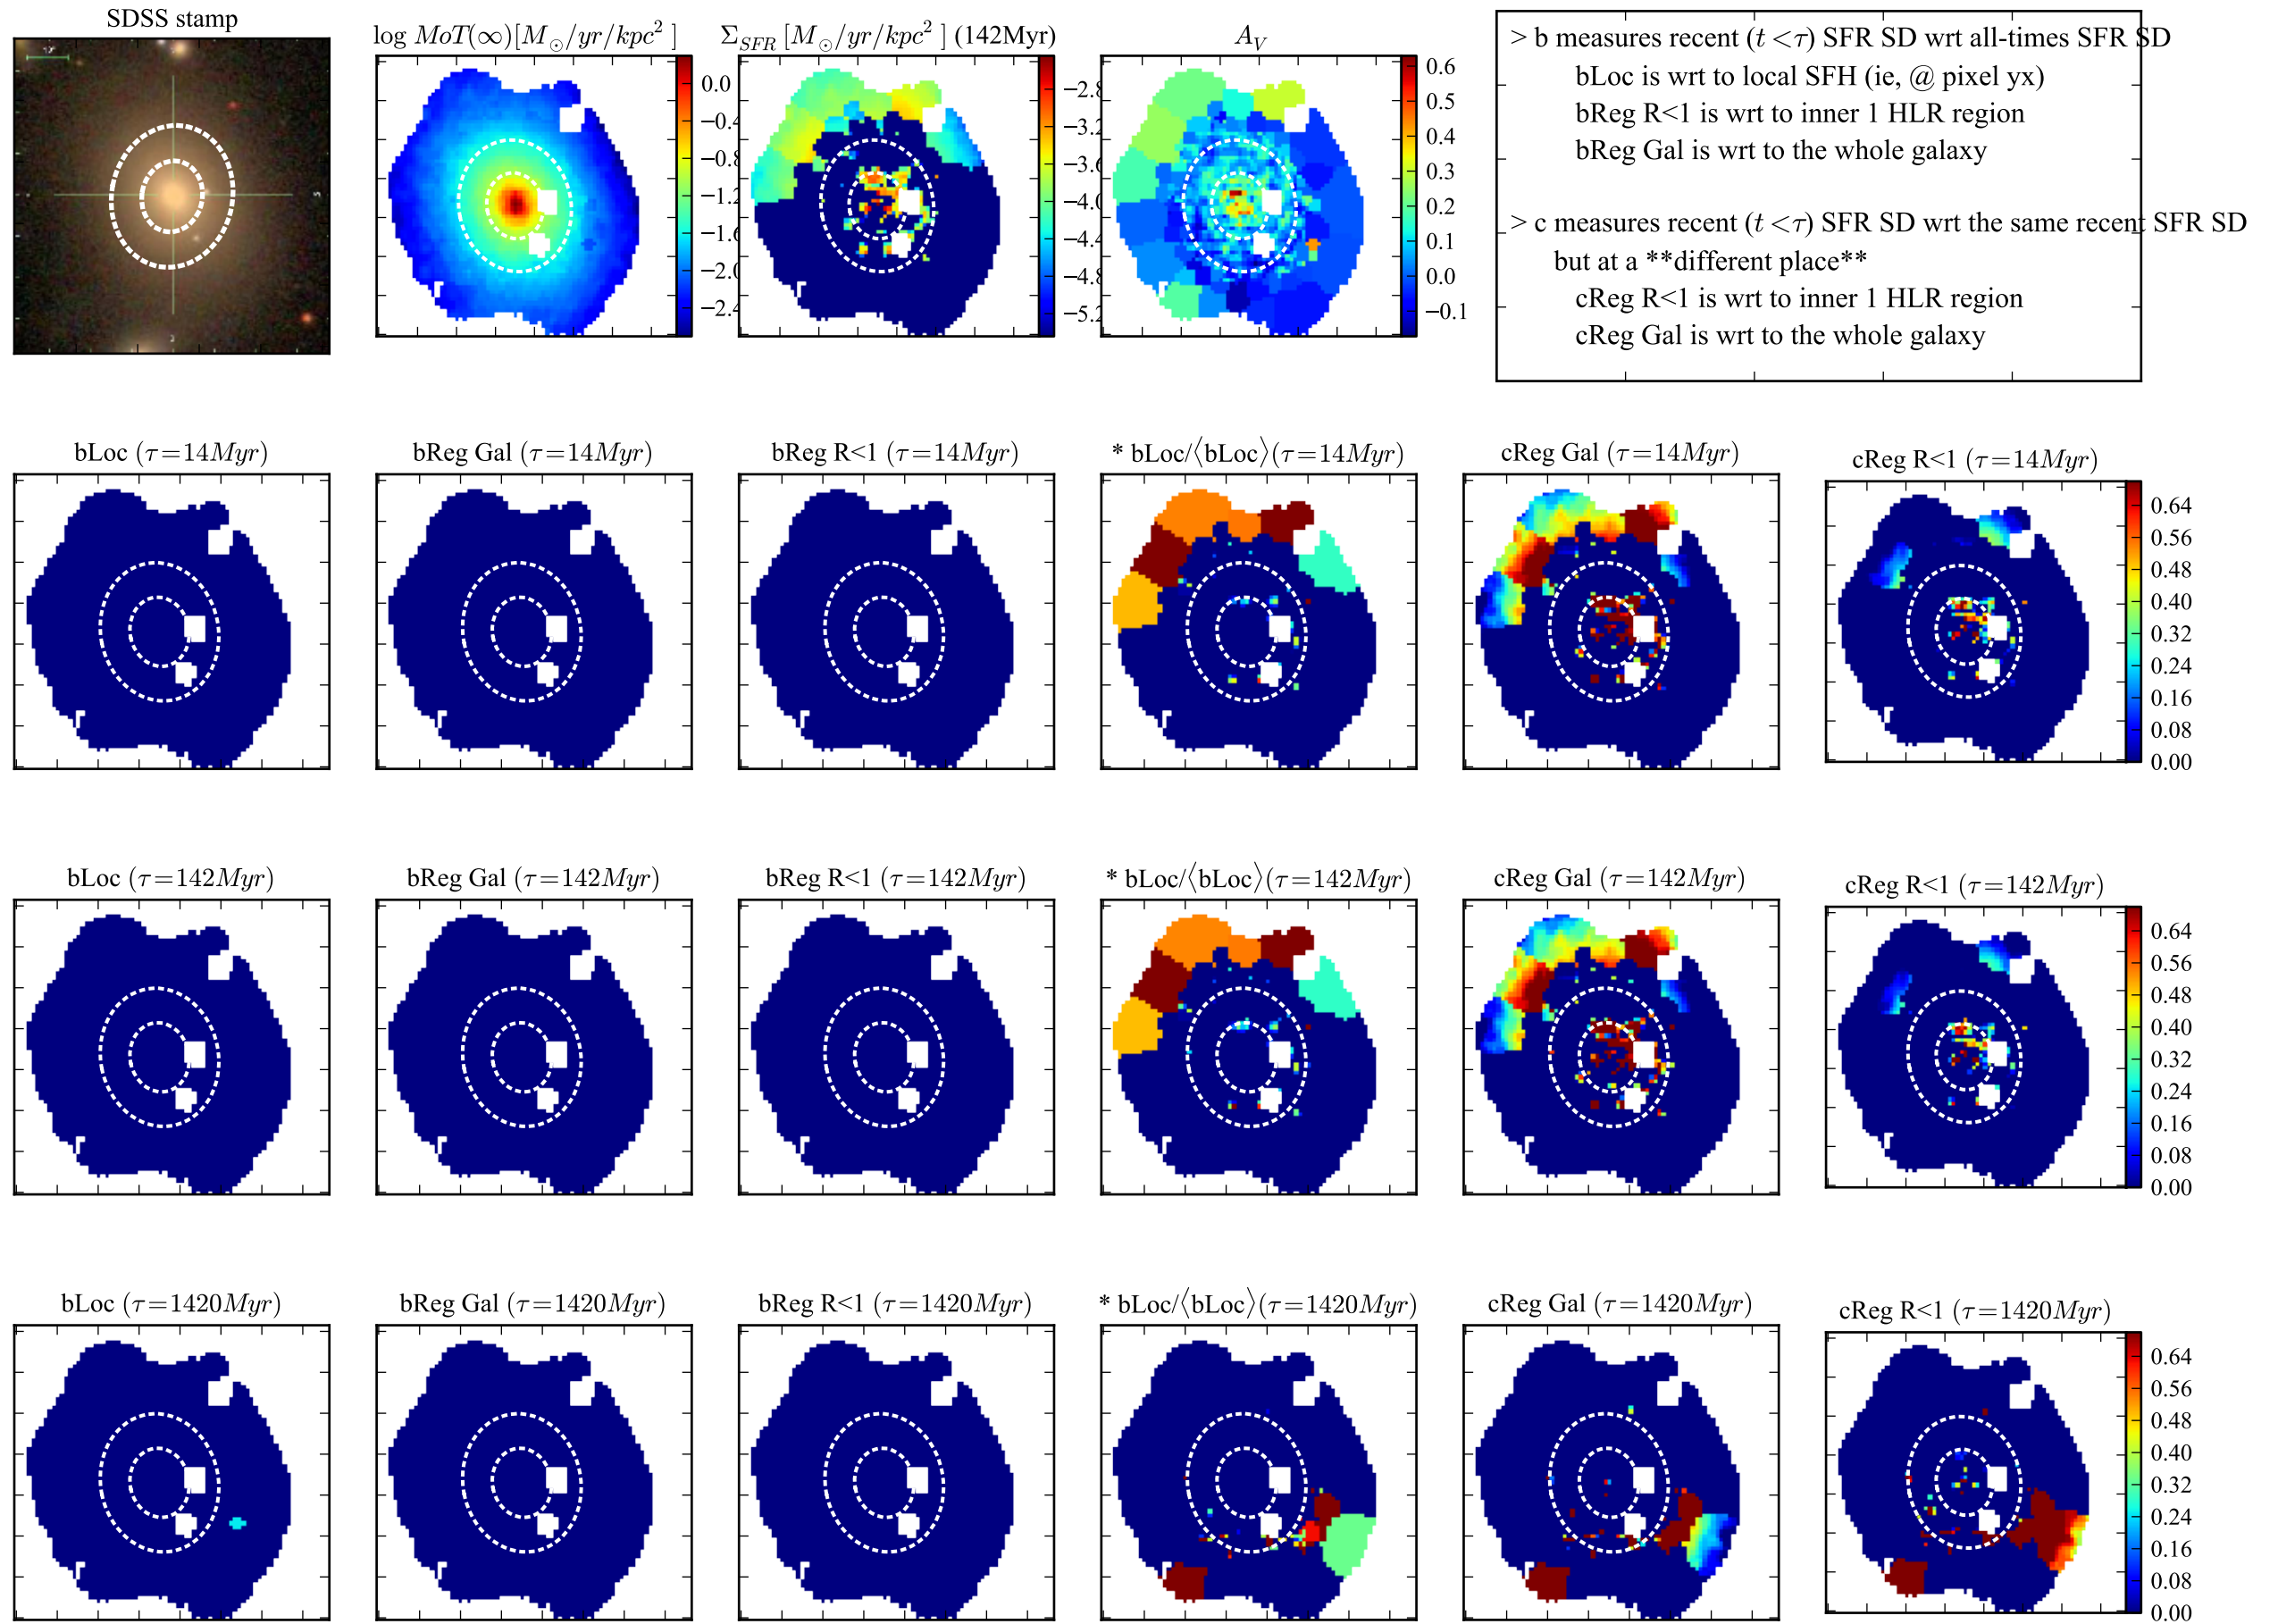 SDSS stamp
log MoT(∞)[M⊙/yr/kpc² ]
Σ_SFR [M⊙/yr/kpc² ] (142Myr)
A_V
0.0
−0.4
−0.8
−1.2
−1.6
−2.0
−2.4
−2.8
−3.2
−3.6
−4.0
−4.4
−4.8
−5.2
0.6
0.5
0.4
0.3
0.2
0.1
0.0
−0.1
> b measures recent (t <τ) SFR SD wrt all-times SFR SD
bLoc is wrt to local SFH (ie, @ pixel yx)
bReg R<1 is wrt to inner 1 HLR region
bReg Gal is wrt to the whole galaxy
> c measures recent (t <τ) SFR SD wrt the same recent SFR SD
but at a **different place**
cReg R<1 is wrt to inner 1 HLR region
cReg Gal is wrt to the whole galaxy
bLoc (τ=14Myr)
bReg Gal (τ=14Myr)
bReg R<1 (τ=14Myr)
* bLoc/⟨bLoc⟩(τ=14Myr)
cReg Gal (τ=14Myr)
cReg R<1 (τ=14Myr)
0.64
0.56
0.48
0.40
0.32
0.24
0.16
0.08
0.00
bLoc (τ=142Myr)
bReg Gal (τ=142Myr)
bReg R<1 (τ=142Myr)
* bLoc/⟨bLoc⟩(τ=142Myr)
cReg Gal (τ=142Myr)
cReg R<1 (τ=142Myr)
0.64
0.56
0.48
0.40
0.32
0.24
0.16
0.08
0.00
bLoc (τ=1420Myr)
bReg Gal (τ=1420Myr)
bReg R<1 (τ=1420Myr)
* bLoc/⟨bLoc⟩(τ=1420Myr)
cReg Gal (τ=1420Myr)
cReg R<1 (τ=1420Myr)
0.64
0.56
0.48
0.40
0.32
0.24
0.16
0.08
0.00